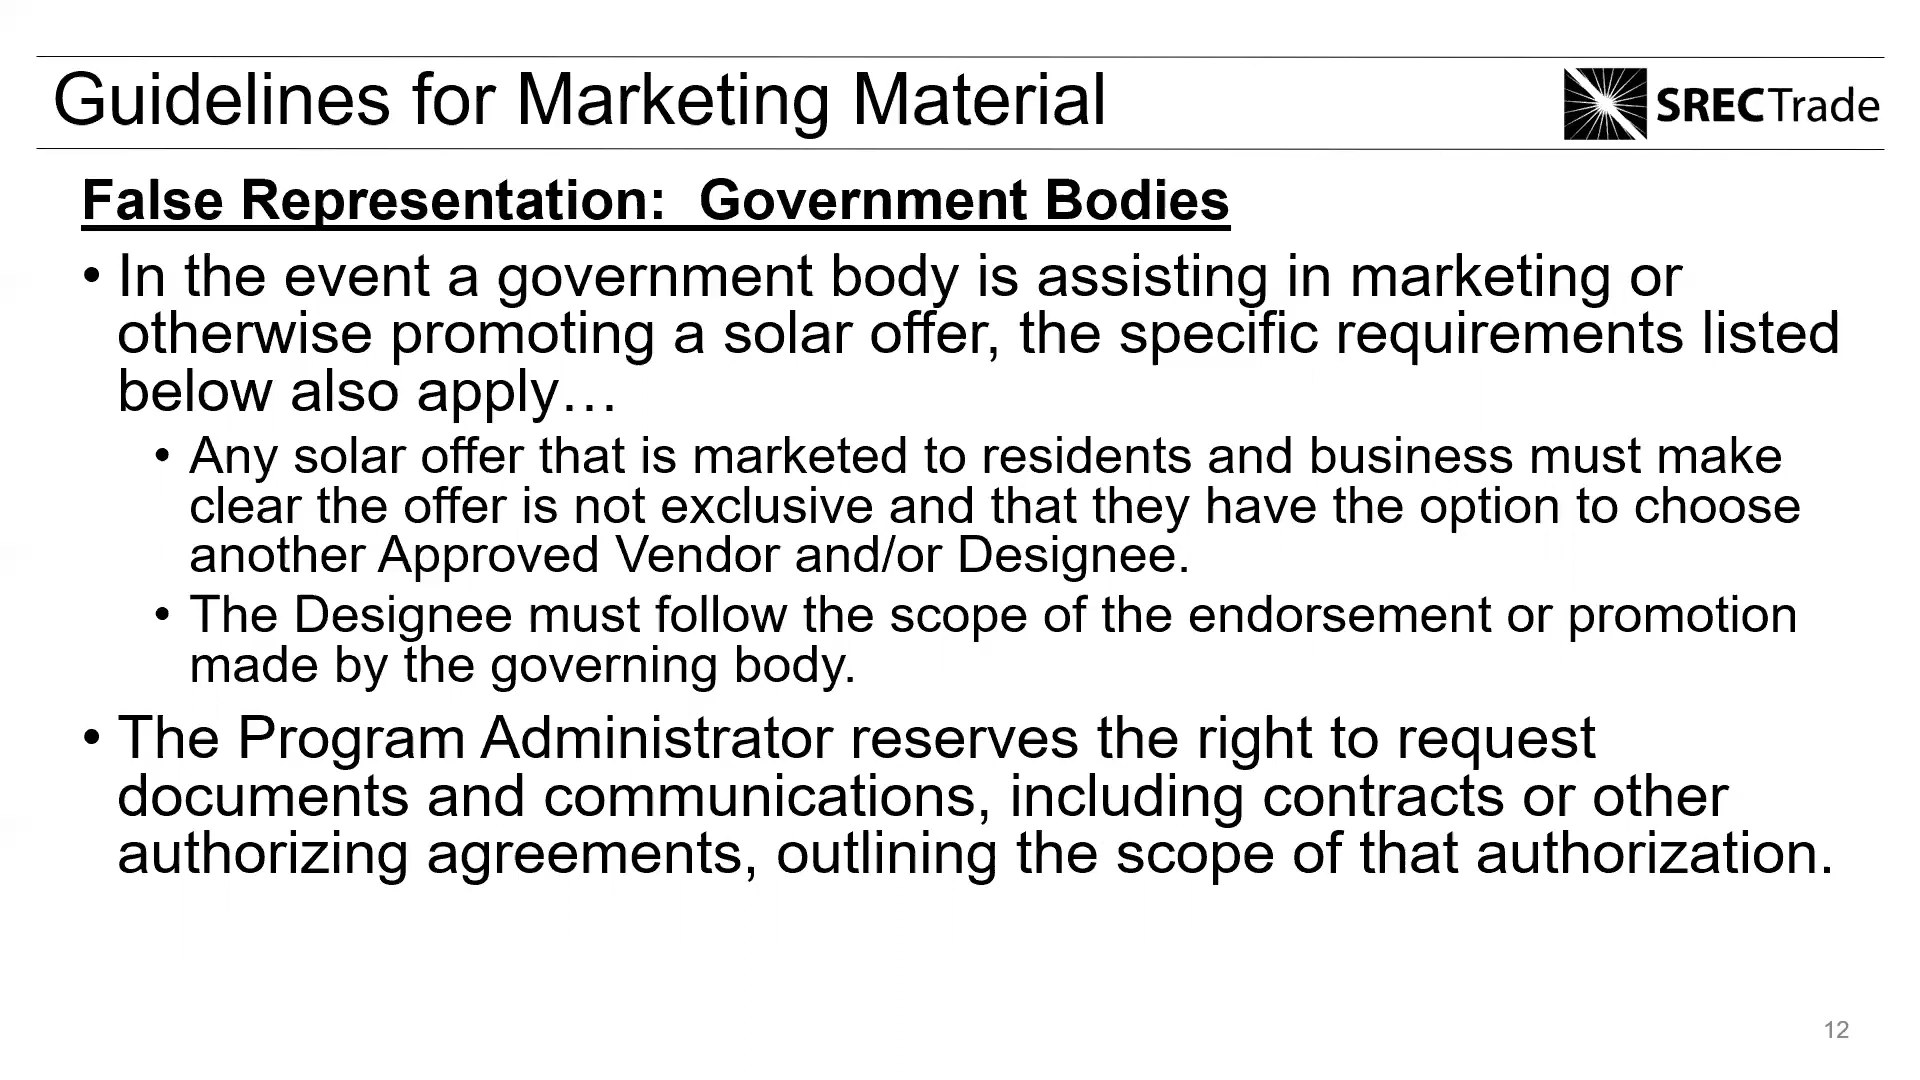 Guidelines for Marketing Material
SRECTrade
False Representation:  Government Bodies
• In the event a government body is assisting in marketing or
otherwise promoting a solar offer, the specific requirements listed
below also apply…
• Any solar offer that is marketed to residents and business must make
clear the offer is not exclusive and that they have the option to choose
another Approved Vendor and/or Designee.
• The Designee must follow the scope of the endorsement or promotion
made by the governing body.
• The Program Administrator reserves the right to request
documents and communications, including contracts or other
authorizing agreements, outlining the scope of that authorization.
12